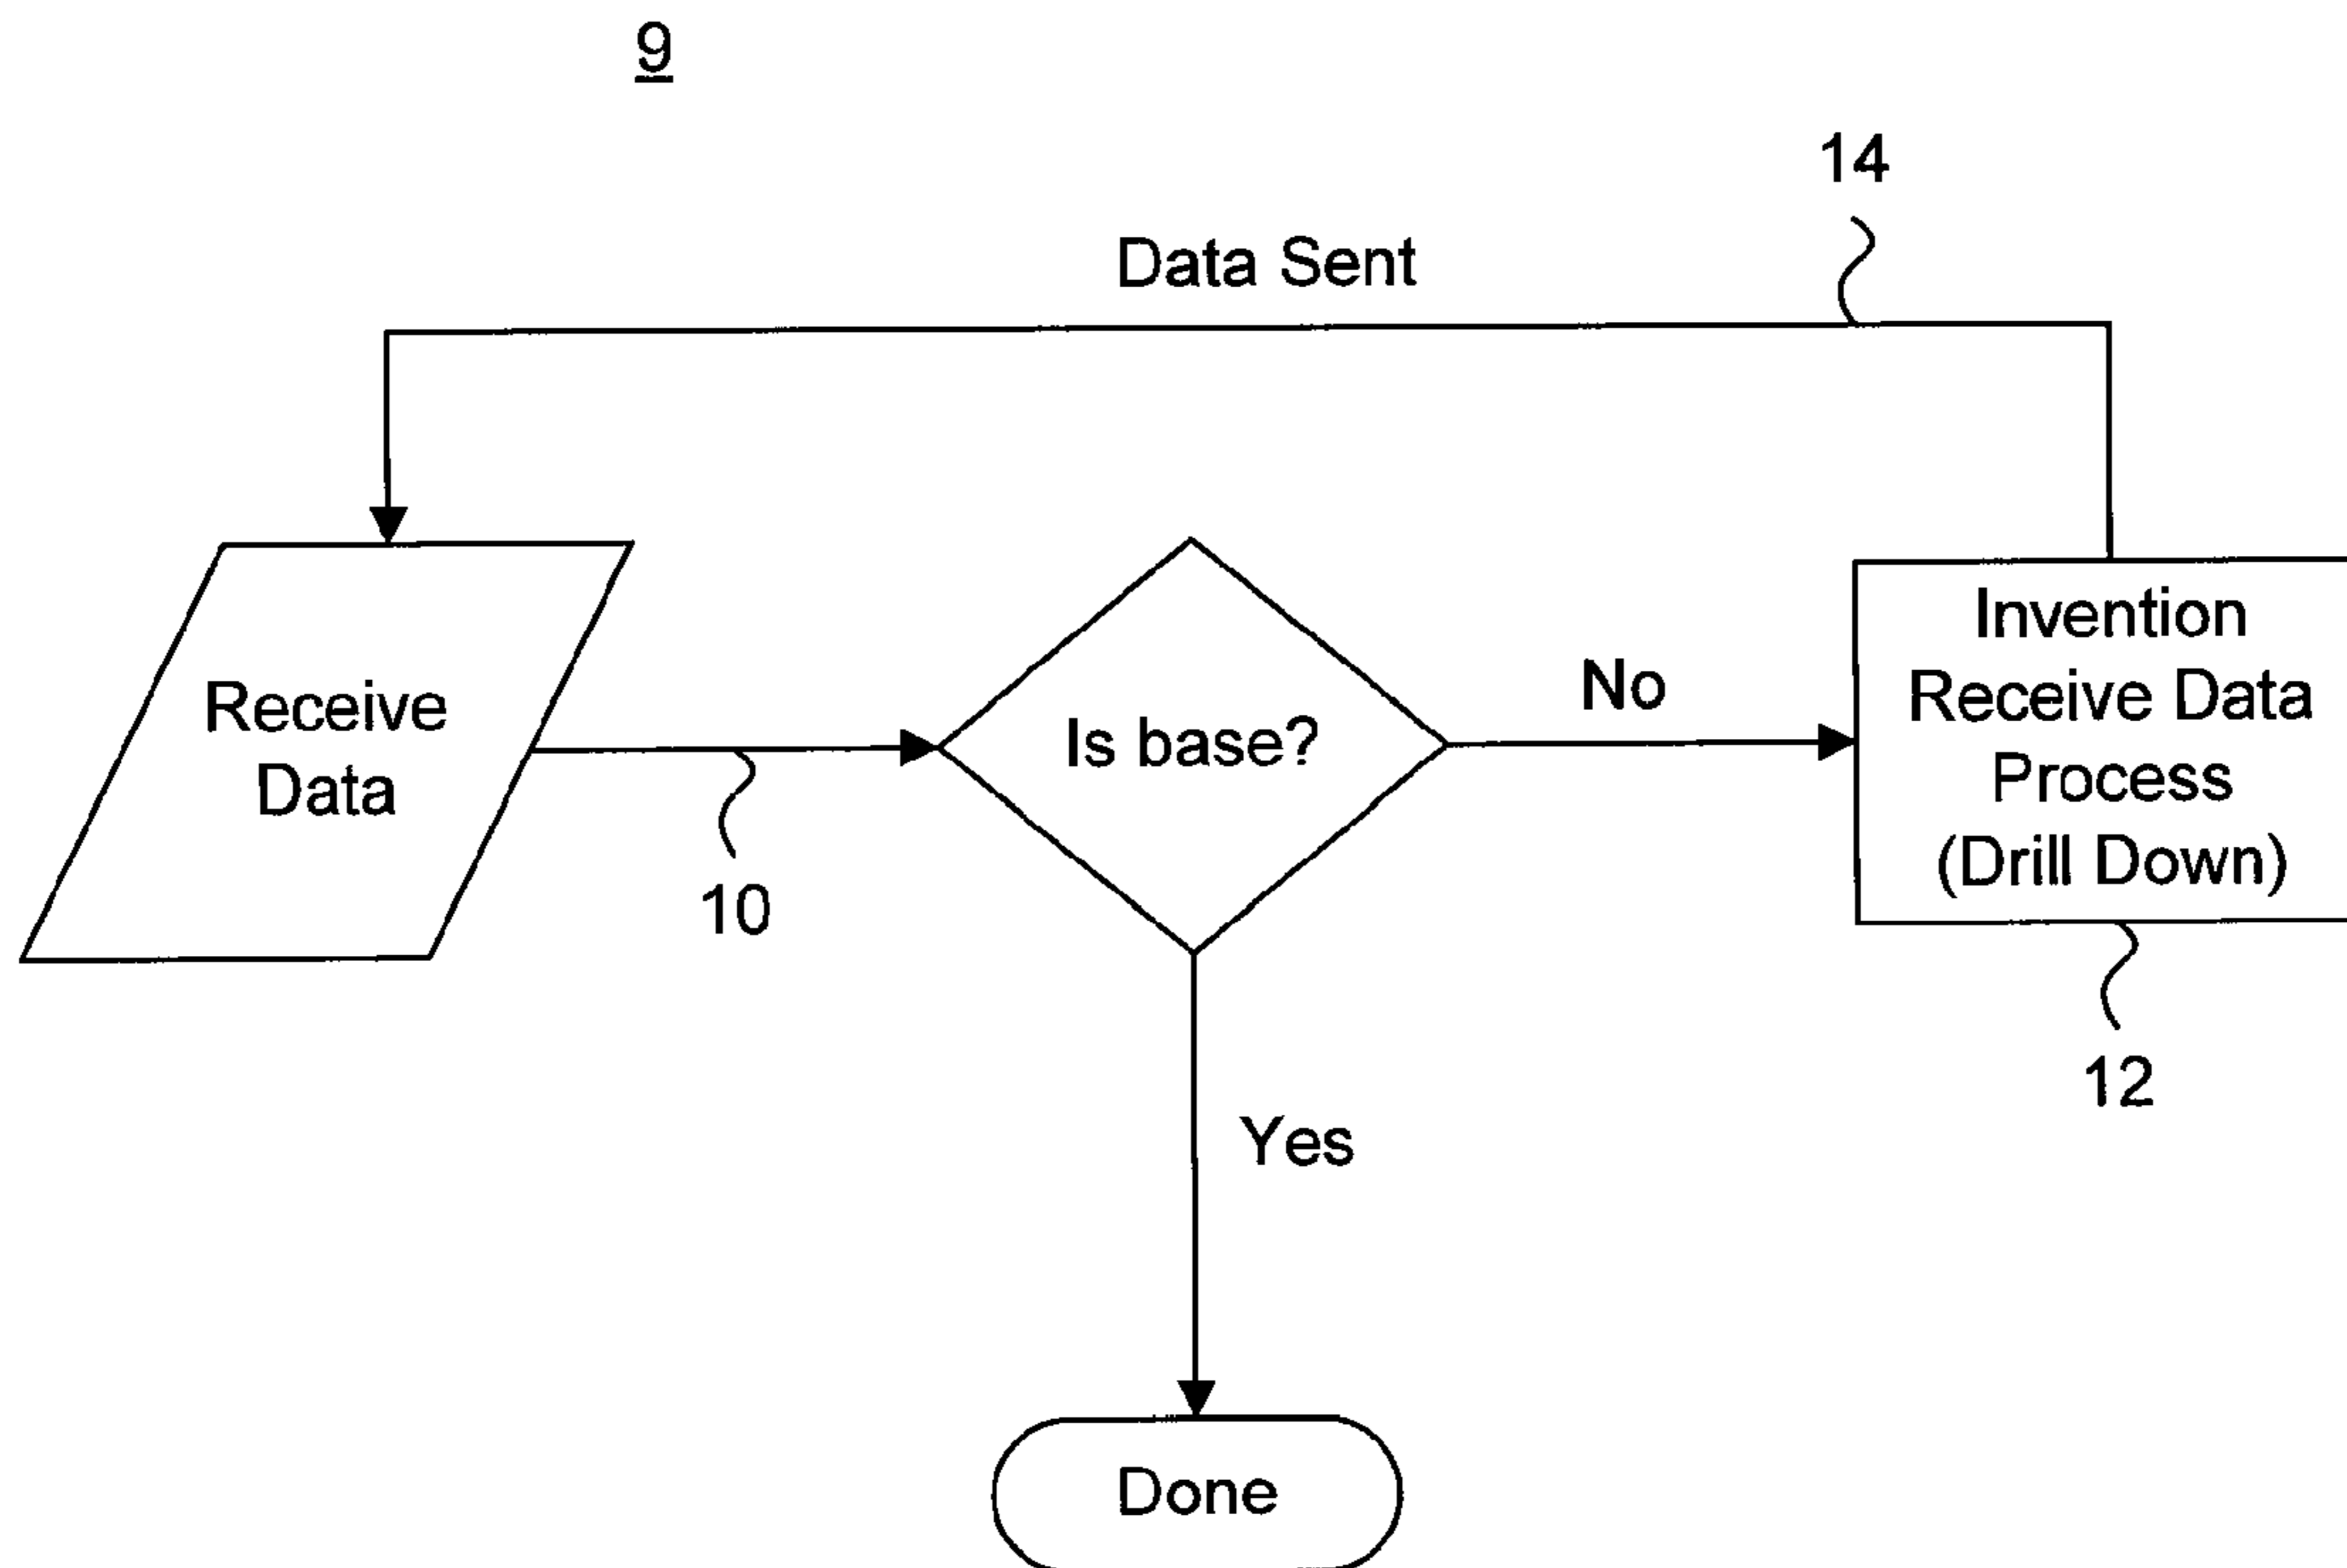 9
14
Data Sent
Receive
Data
10
Is base?
No
Invention
Receive Data
Process
(Drill Down)
12
Yes
Done